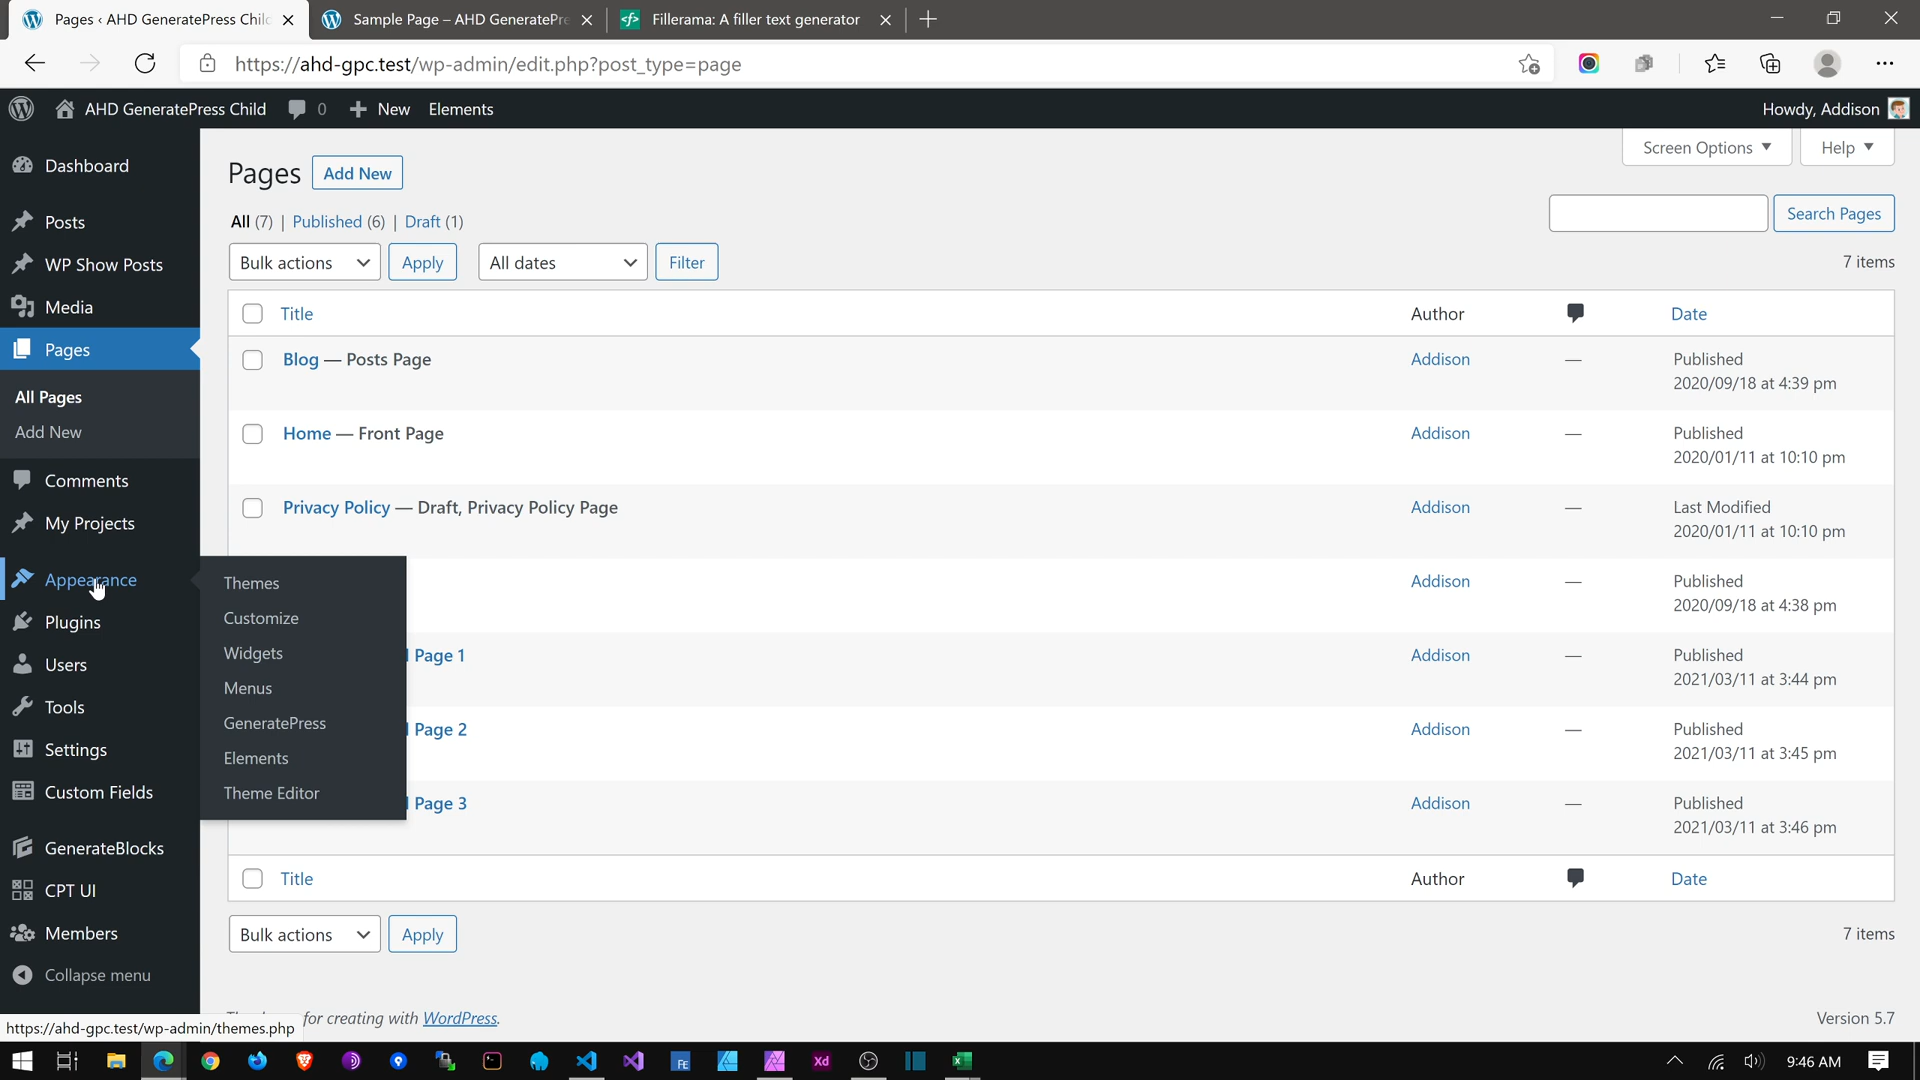 Pages ‹ AHD GeneratePress Chil
Sample Page – AHD GeneratePre
Fillerama: A filler text generator
https://ahd-gpc.test/wp-admin/edit.php?post_type=page
AHD GeneratePress Child
0
New
Elements
Howdy, Addison
Dashboard
Posts
WP Show Posts
Media
Pages
All Pages
Add New
Comments
My Projects
Appearance
Plugins
Users
Tools
Settings
Custom Fields
GenerateBlocks
CPT UI
Members
Collapse menu
Themes
Customize
Widgets
Menus
GeneratePress
Elements
Theme Editor
Screen Options
Help
Pages
Add New
All (7) | Published (6) | Draft (1)
Search Pages
Bulk actions
Apply
All dates
Filter
7 items
Title Author Date
Blog — Posts Page Addison — Published
2020/09/18 at 4:39 pm
Home — Front Page Addison — Published
2020/01/11 at 10:10 pm
Privacy Policy — Draft, Privacy Policy Page Addison — Last Modified
2020/01/11 at 10:10 pm
Addison — Published
2020/09/18 at 4:38 pm
Page 1 Addison — Published
2021/03/11 at 3:44 pm
Page 2 Addison — Published
2021/03/11 at 3:45 pm
Page 3 Addison — Published
2021/03/11 at 3:46 pm
Title Author Date
Bulk actions
Apply
7 items
for creating with WordPress.
Version 5.7
https://ahd-gpc.test/wp-admin/themes.php
FE
Xd
9:46 AM